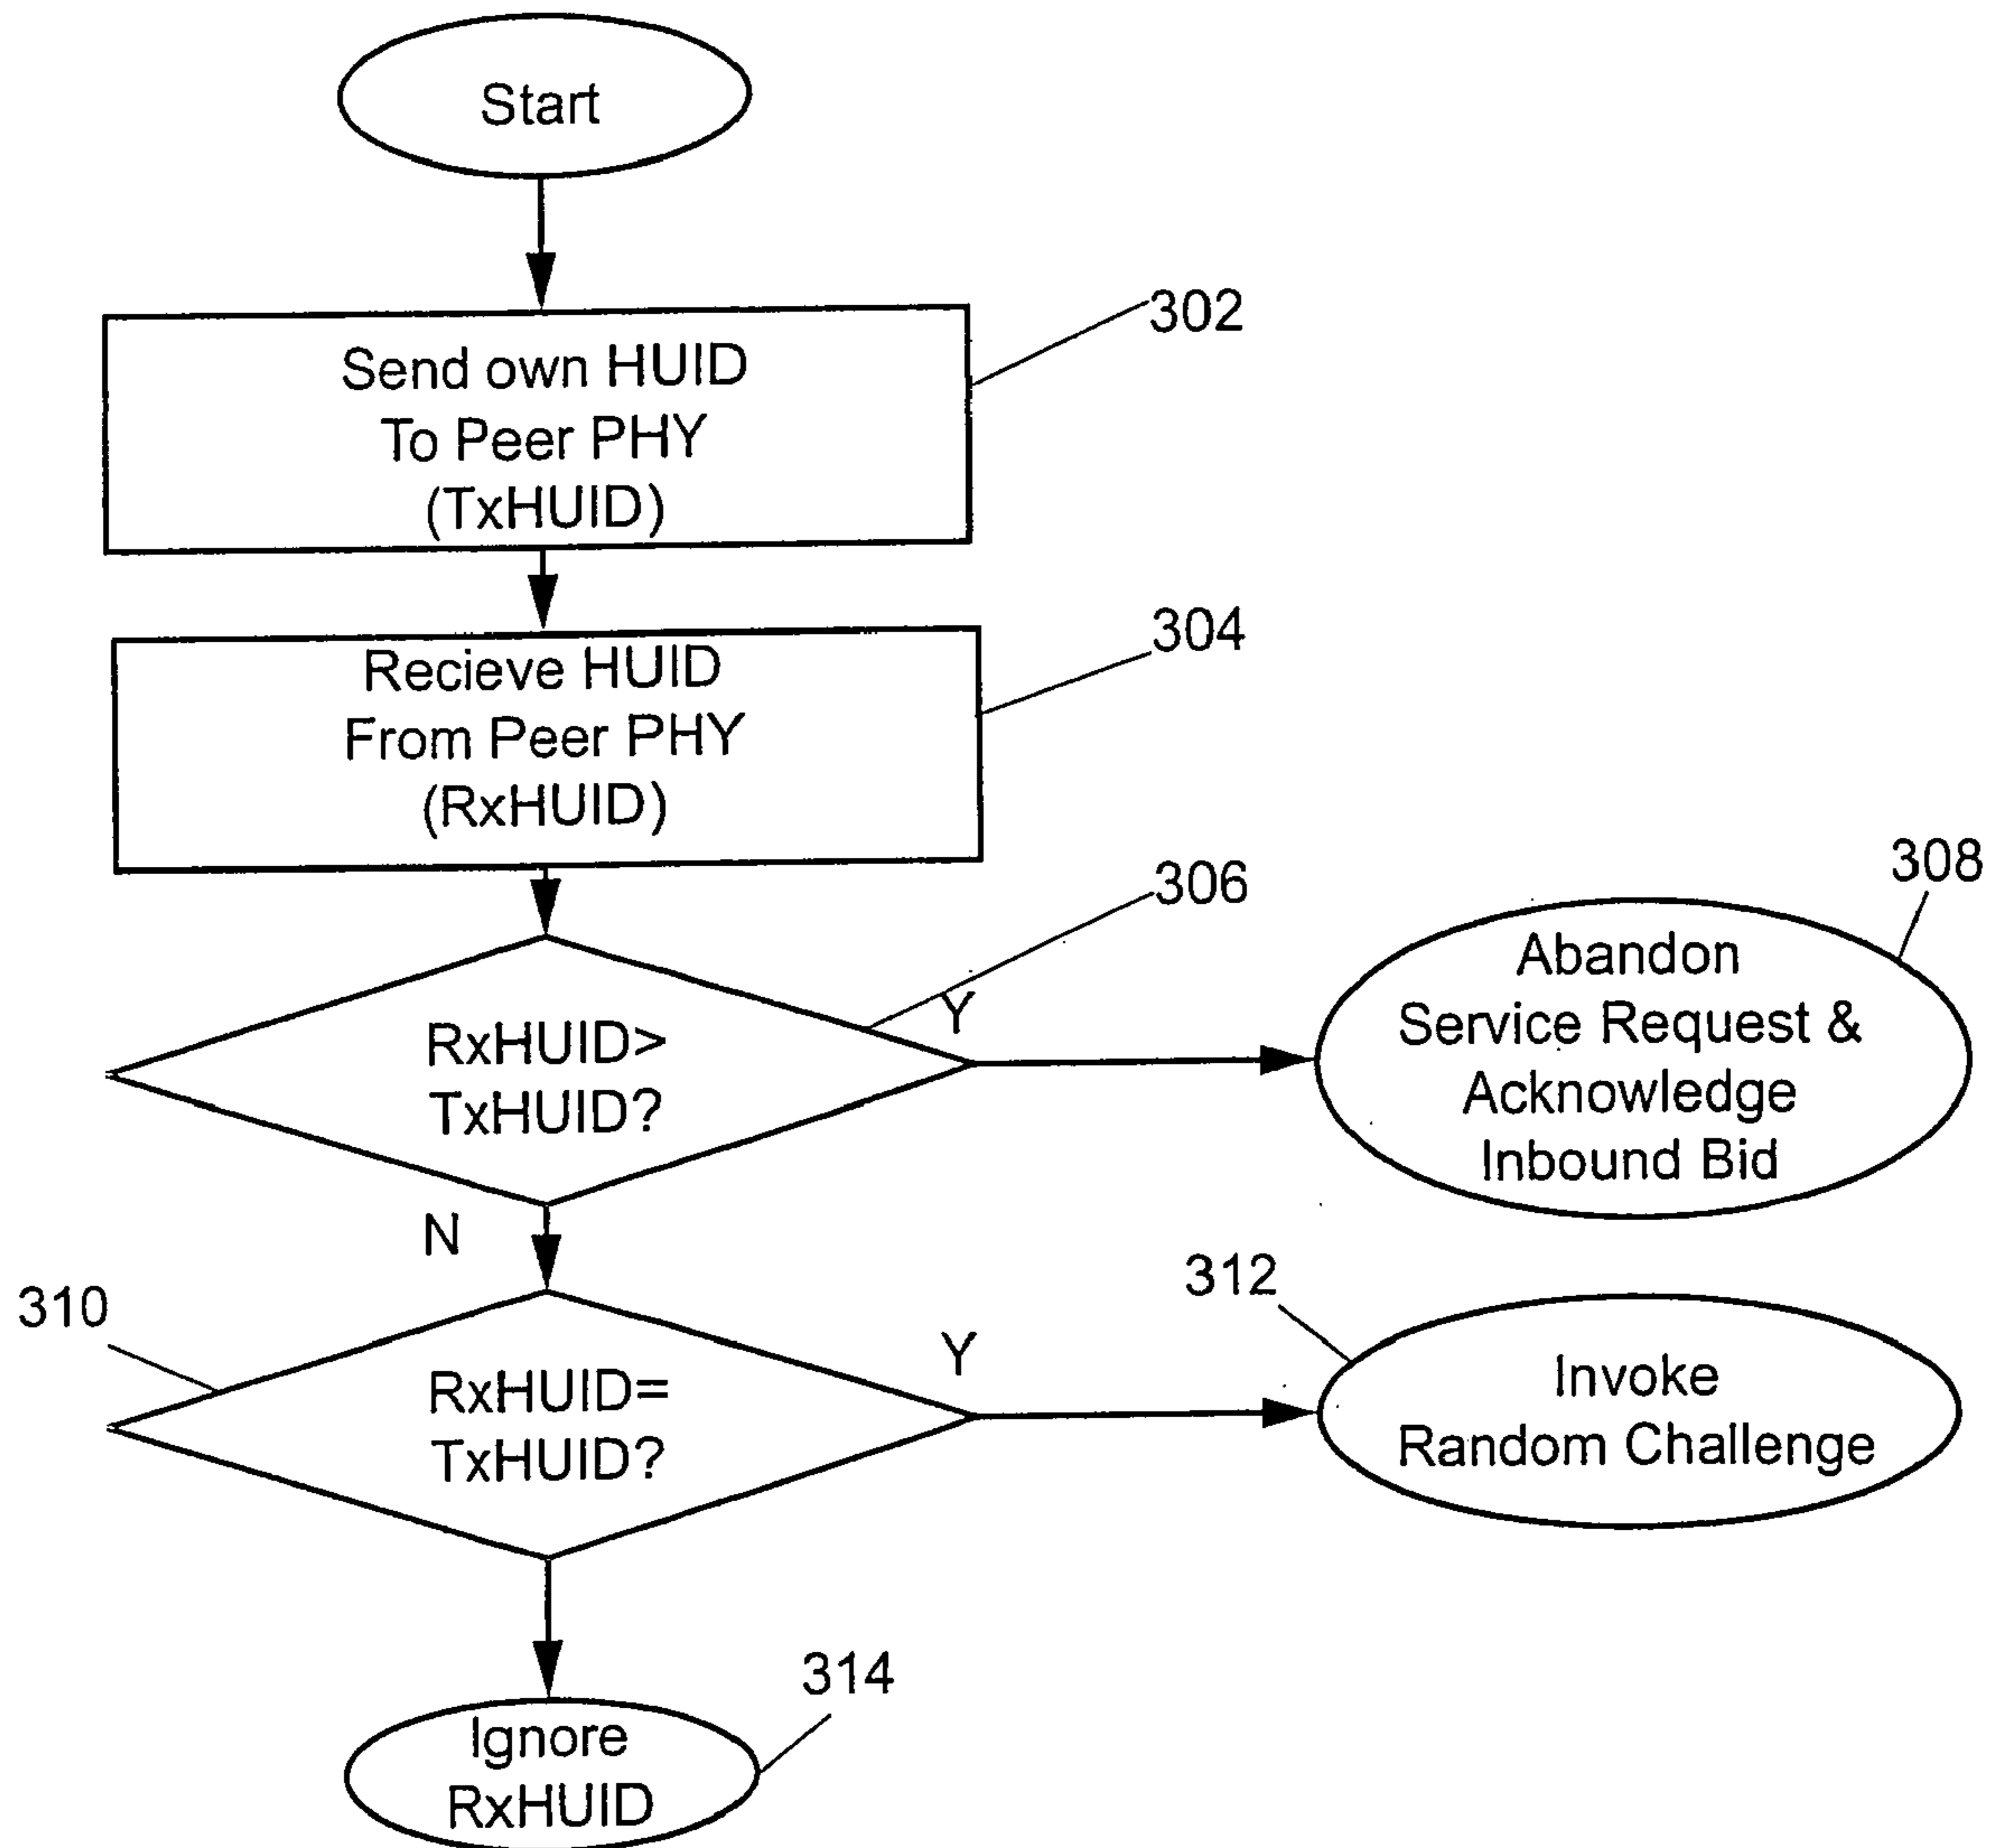 Start
302
Send own HUID
To Peer PHY
(TxHUID)
304
Recieve HUID
From Peer PHY
(RxHUID)
306
308
Y
RxHUID>
TxHUID?
Abandon
Service Request &
Acknowledge
Inbound Bid
N
310
312
Y
RxHUID=
TxHUID?
Invoke
Random Challenge
314
Ignore
RxHUID